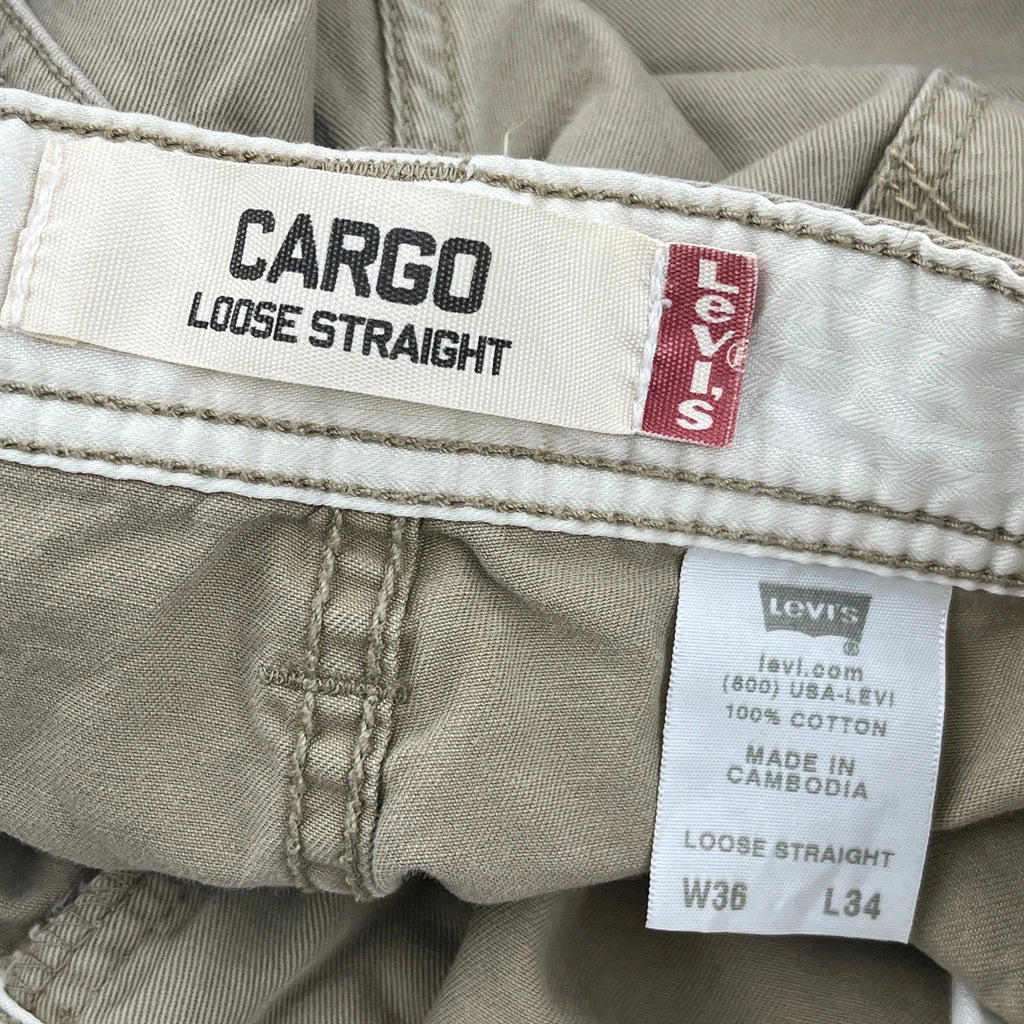 CARGO
LOOSE STRAIGHT
Levi's®
LEVI'S
®
levi.com
(800) USA-LEVI
100% COTTON
MADE IN
CAMBODIA
LOOSE STRAIGHT
W36 L34